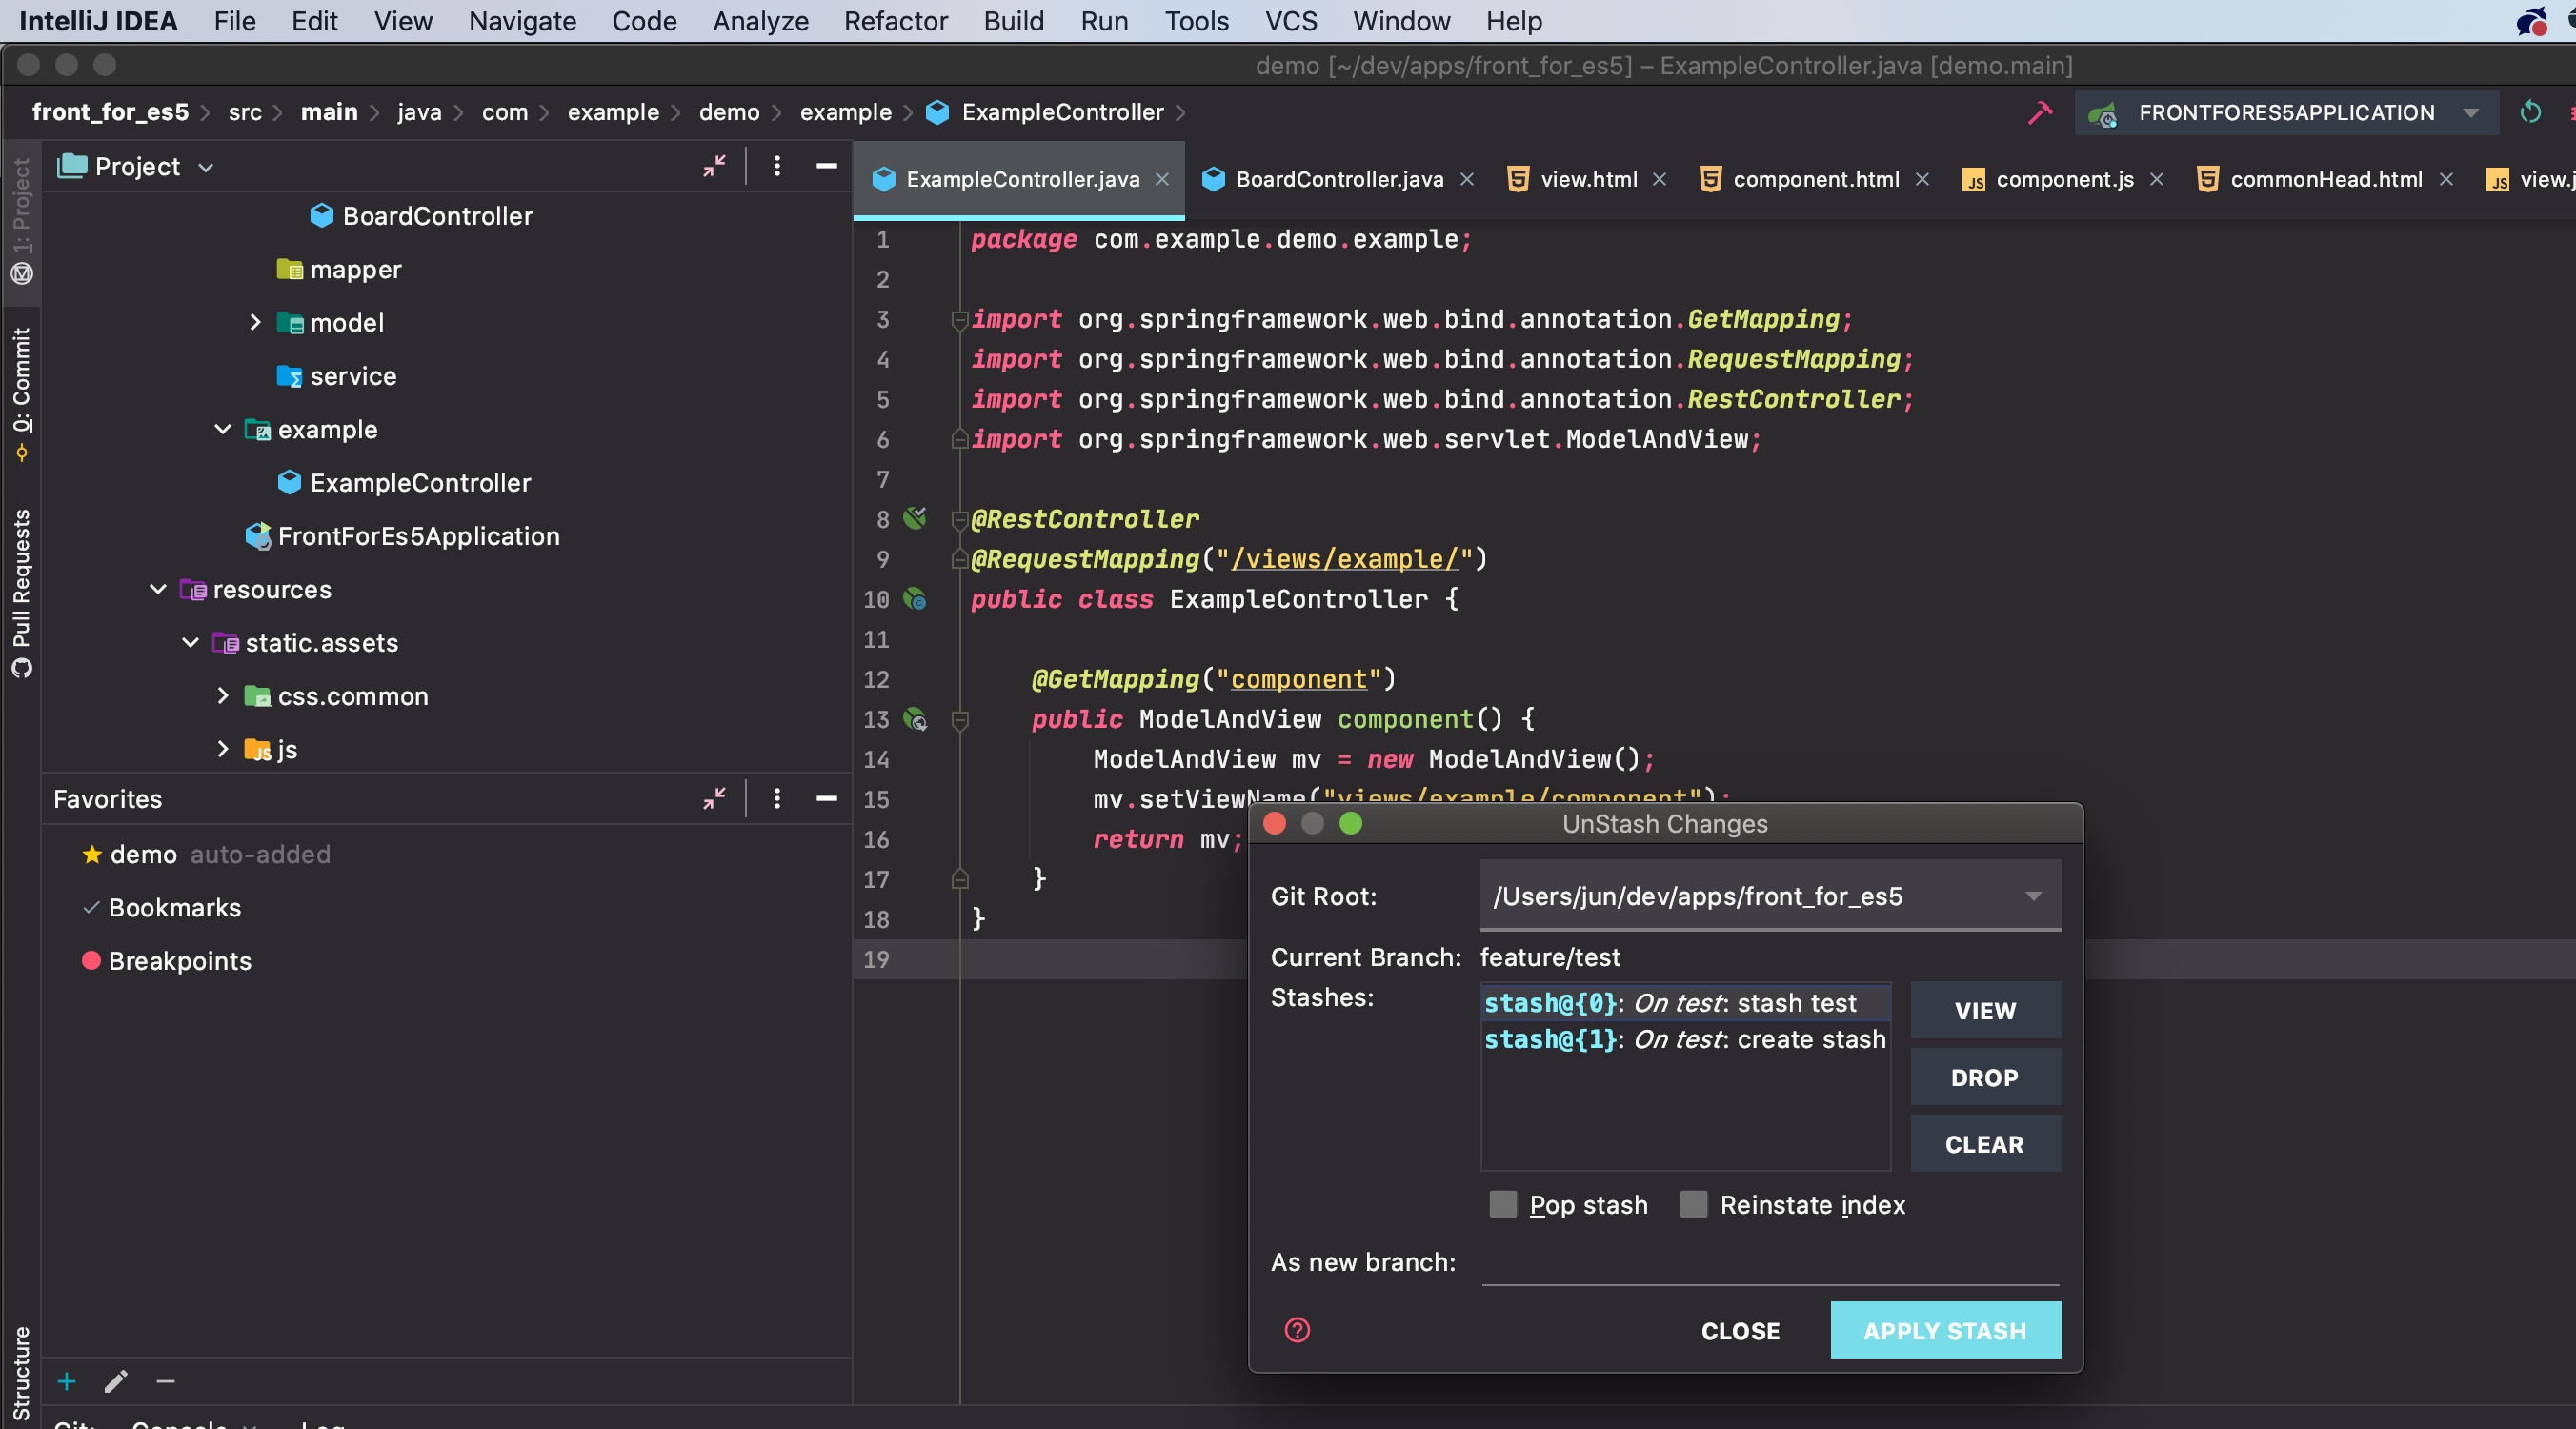 IntelliJ IDEA File Edit View Navigate Code Analyze Refactor Build Run Tools VCS Window Help
demo [~/dev/apps/front_for_es5] – ExampleController.java [demo.main]
front_for_es5 src main java com example demo example ExampleController
FRONTFORES5APPLICATION
1: Project
0: Commit
Pull Requests
Structure
Project
BoardController
mapper
model
service
example
ExampleController
FrontForEs5Application
resources
static.assets
css.common
js
Favorites
demo auto-added
Bookmarks
Breakpoints
ExampleController.java BoardController.java view.html component.html component.js commonHead.html view.j
1 package com.example.demo.example;
2
3 import org.springframework.web.bind.annotation.GetMapping;
4 import org.springframework.web.bind.annotation.RequestMapping;
5 import org.springframework.web.bind.annotation.RestController;
6 import org.springframework.web.servlet.ModelAndView;
7
8 @RestController
9 @RequestMapping("/views/example/")
10 public class ExampleController {
11
12 @GetMapping("component")
13 public ModelAndView component() {
14 ModelAndView mv = new ModelAndView();
15 mv.setViewName("views/example/component");
16 return mv;
17 }
18 }
19
UnStash Changes
Git Root: /Users/jun/dev/apps/front_for_es5
Current Branch: feature/test
Stashes:
stash@{0}: On test: stash test
stash@{1}: On test: create stash
VIEW
DROP
CLEAR
Pop stash Reinstate index
As new branch:
CLOSE APPLY STASH
Git: Console Log